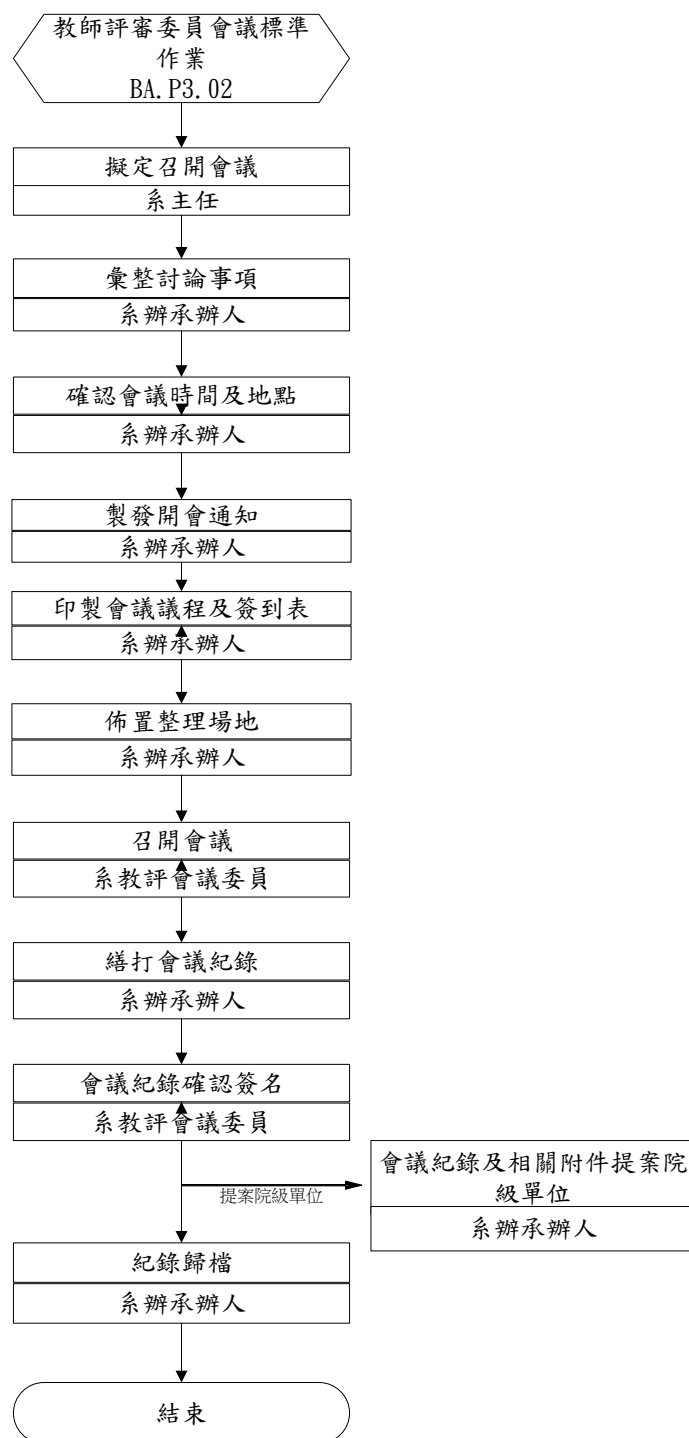 教師評審委員會議標準
作業
BA.P3.02
擬定召開會議
系主任
彙整討論事項
系辦承辦人
確認會議時間及地點
系辦承辦人
製發開會通知
系辦承辦人
印製會議議程及簽到表
系辦承辦人
佈置整理場地
系辦承辦人
召開會議
系教評會議委員
繕打會議紀錄
系辦承辦人
會議紀錄確認簽名
系教評會議委員
提案院級單位
會議紀錄及相關附件提案院
級單位
系辦承辦人
紀錄歸檔
系辦承辦人
結束